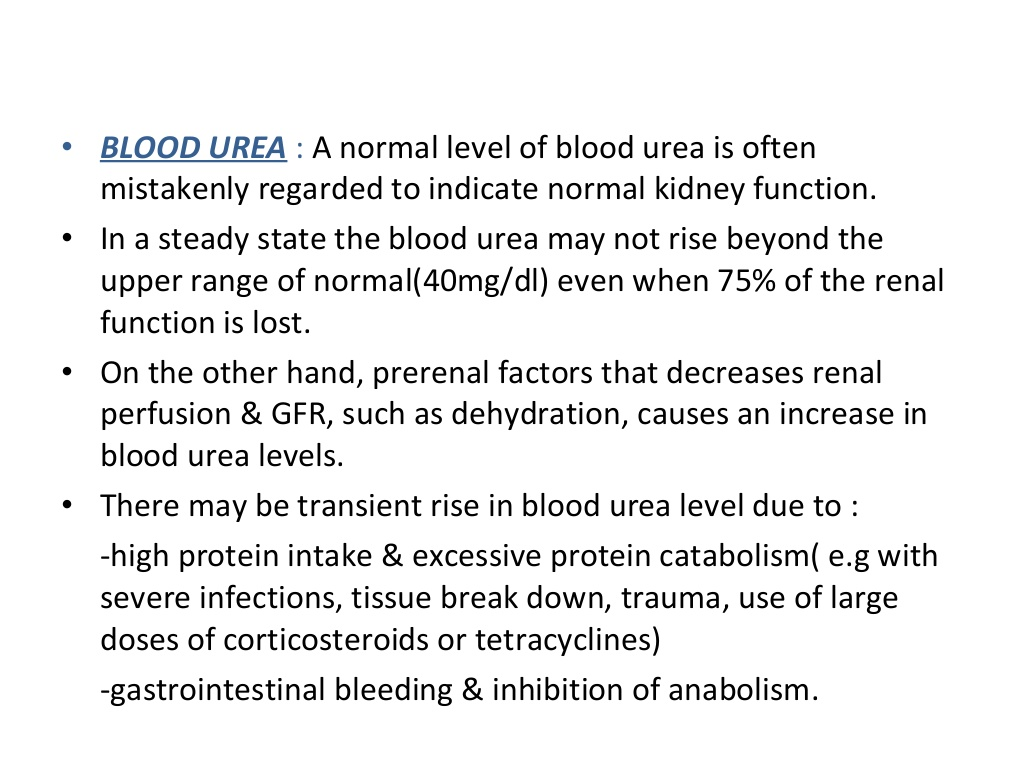 • BLOOD UREA : A normal level of blood urea is often
mistakenly regarded to indicate normal kidney function.
• In a steady state the blood urea may not rise beyond the
upper range of normal(40mg/dl) even when 75% of the renal
function is lost.
• On the other hand, prerenal factors that decreases renal
perfusion & GFR, such as dehydration, causes an increase in
blood urea levels.
• There may be transient rise in blood urea level due to :
-high protein intake & excessive protein catabolism( e.g with
severe infections, tissue break down, trauma, use of large
doses of corticosteroids or tetracyclines)
-gastrointestinal bleeding & inhibition of anabolism.